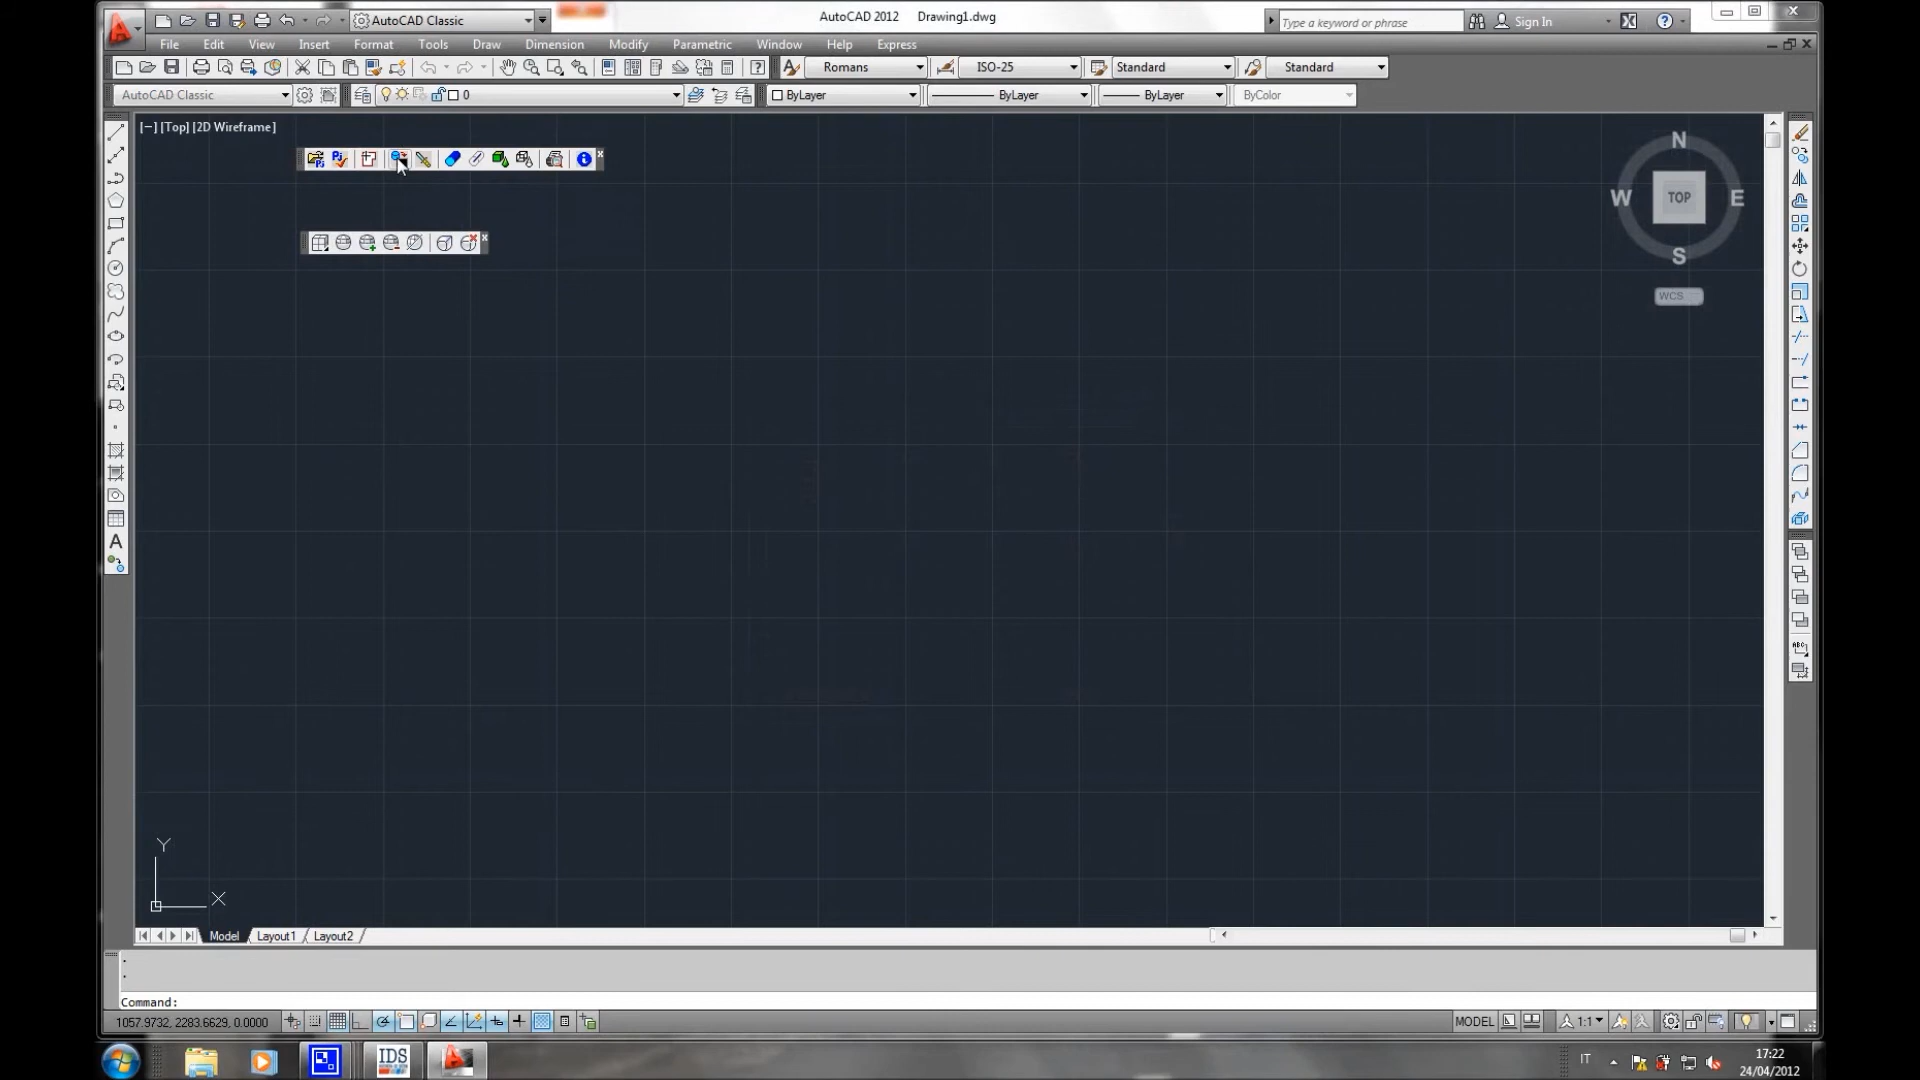 AutoCAD Classic
AutoCAD 2012 Drawing1.dwg
Type a keyword or phrase
Sign In
File Edit View Insert Format Tools Draw Dimension Modify Parametric Window Help Express
Romans ISO-25 Standard Standard
AutoCAD Classic 0 ByLayer ByLayer ByLayer ByColor
[−] [Top] [2D Wireframe]
N
W TOP E
S
WCS
Y
X
A
ABC
Model Layout1 Layout2
Command:
1057.9732, 2283.6629, 0.0000
MODEL 1:1
IDS
IT
17:22
24/04/2012